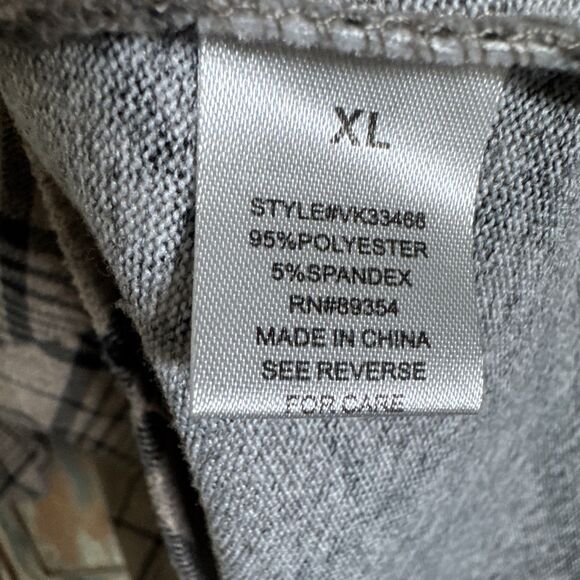 XL
STYLE#VK33468
95%POLYESTER
5%SPANDEX
RN#89354
MADE IN CHINA
SEE REVERSE
FOR CARE